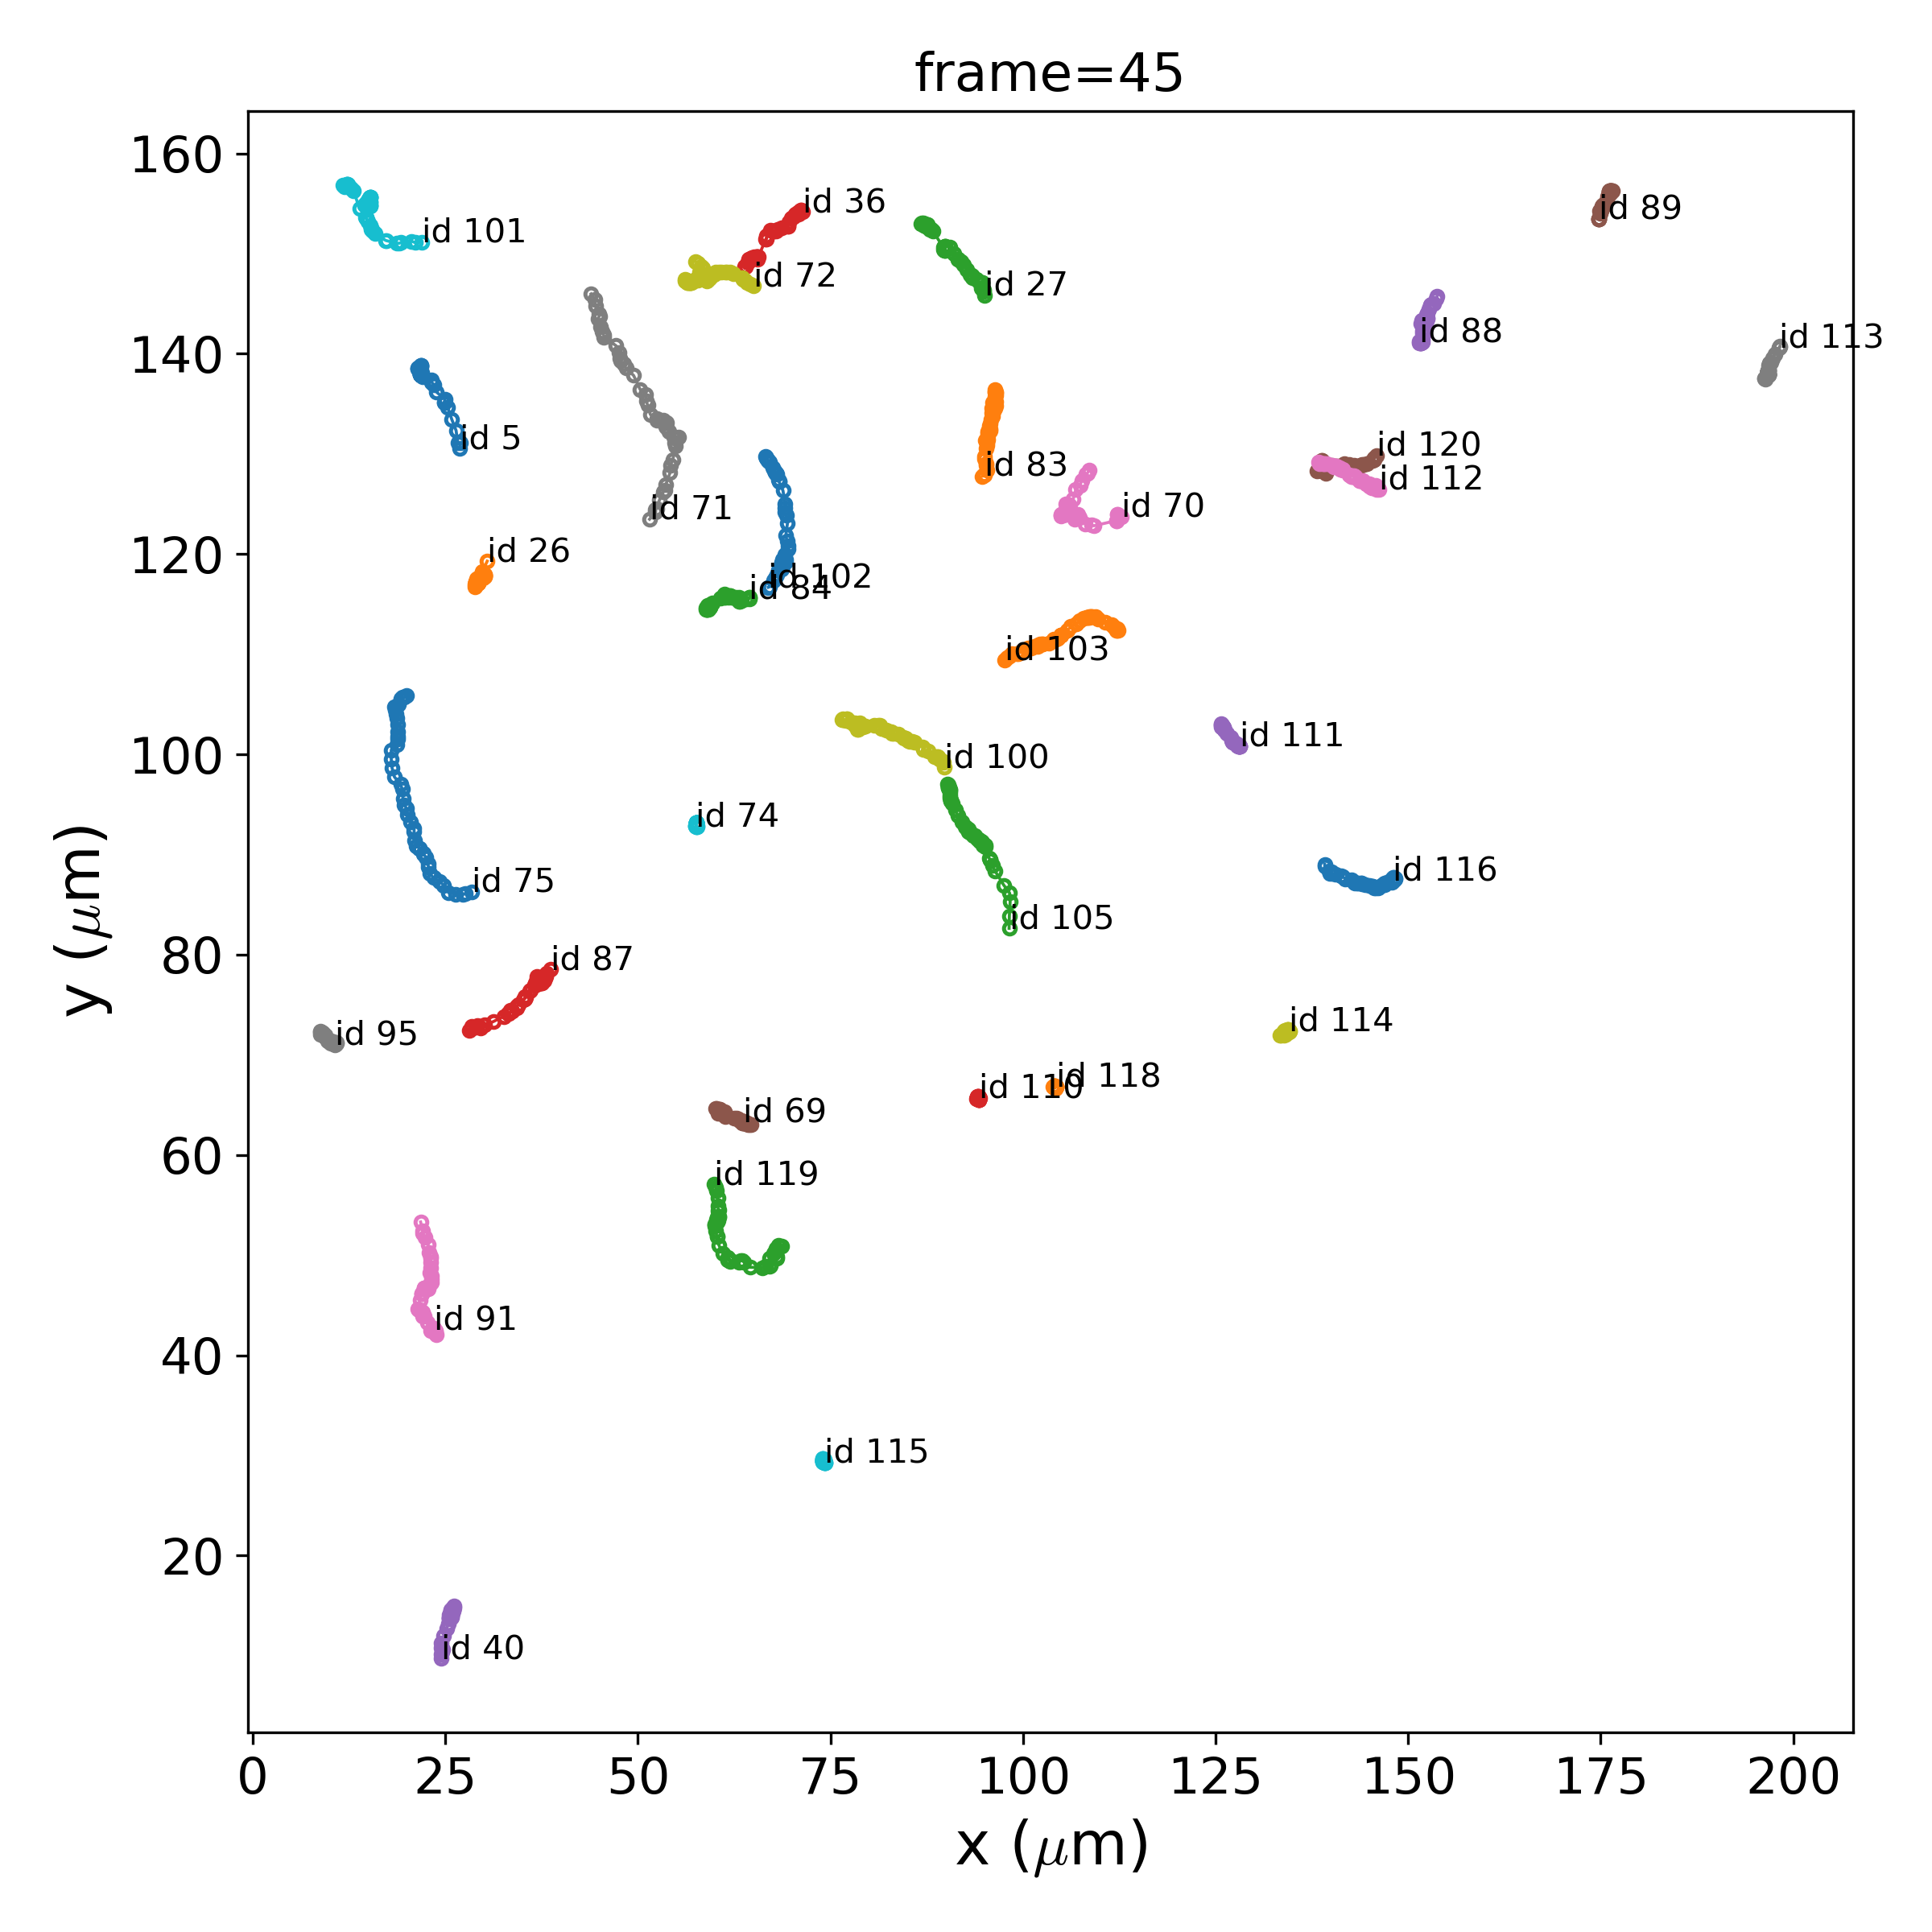 frame=45
160
140
120
100
80
60
40
20
y (μm)
id 101
id 36
id 89
id 72
id 27
id 88
id 113
id 5
id 120
id 83
id 112
id 71
id 70
id 26
id 102
id 84
id 103
id 111
id 100
id 74
id 75
id 116
id 105
id 87
id 95
id 114
id 110
id 118
id 69
id 119
id 91
id 115
id 40
0
25
50
75
100
125
150
175
200
x (μm)